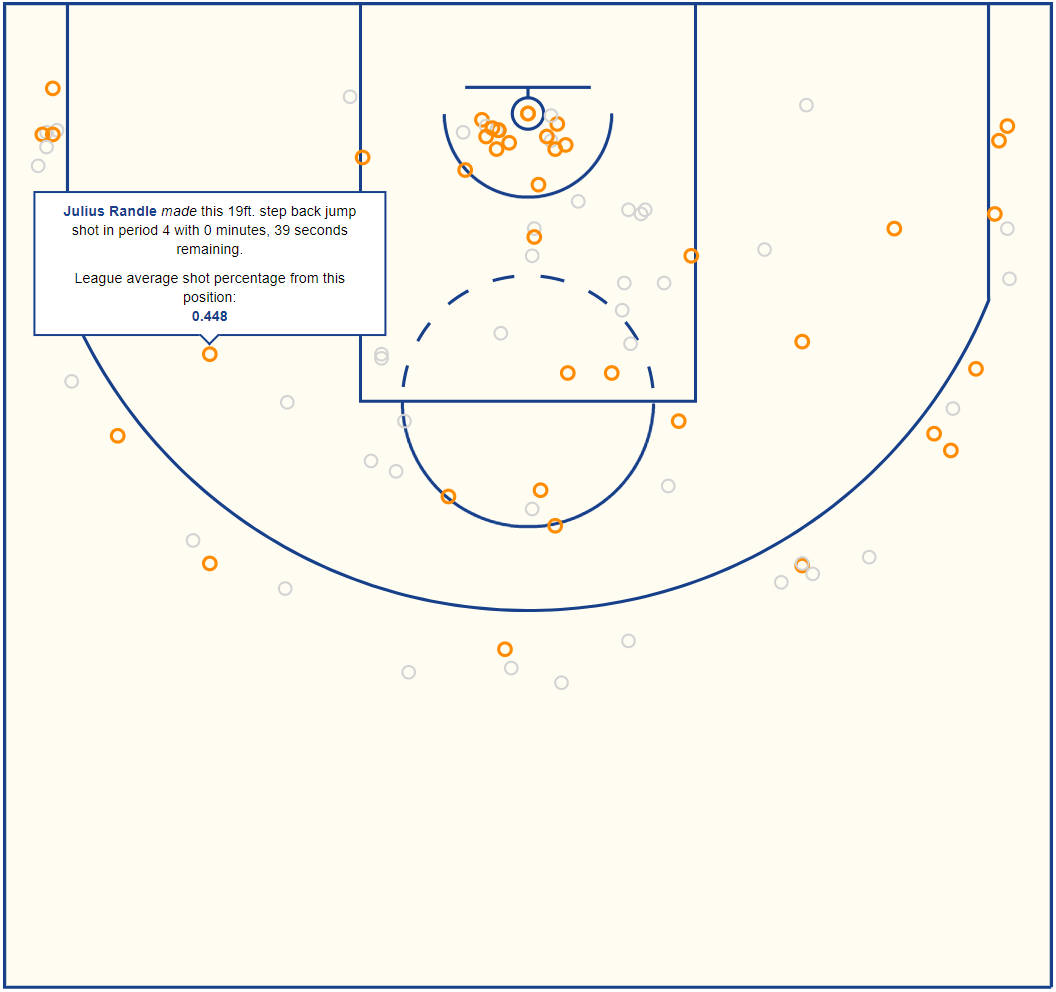 Julius Randle made this 19ft. step back jump
shot in period 4 with 0 minutes, 39 seconds
remaining.
League average shot percentage from this
position:
0.448